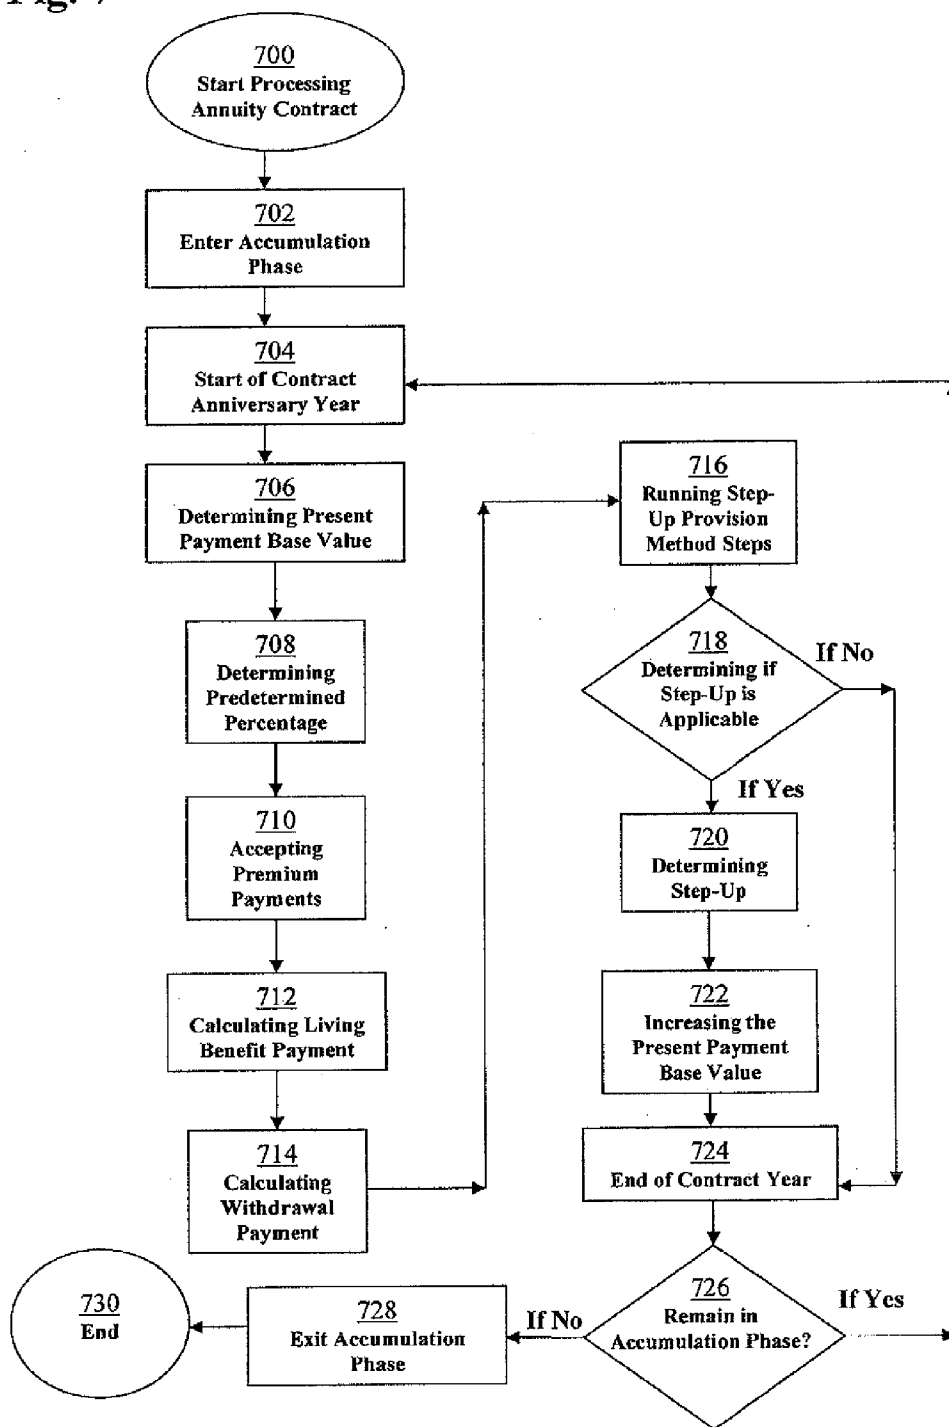 700
Start Processing
Annuity Contract
702
Enter Accumulation
Phase
704
Start of Contract
Anniversary Year
706
Determining Present
Payment Base Value
708
Determining
Predetermined
Percentage
710
Accepting
Premium
Payments
712
Calculating Living
Benefit Payment
714
Calculating
Withdrawal
Payment
716
Running Step-
Up Provision
Method Steps
718
Determining if
Step-Up is
Applicable
If No
If Yes
720
Determining
Step-Up
722
Increasing the
Present Payment
Base Value
724
End of Contract Year
726
Remain in
Accumulation Phase?
If Yes
If No
728
Exit Accumulation
Phase
730
End